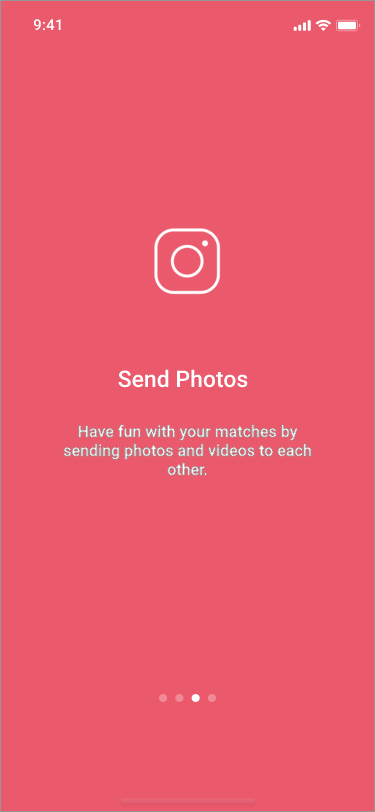 9:41
Send Photos
Have fun with your matches by
sending photos and videos to each
other.